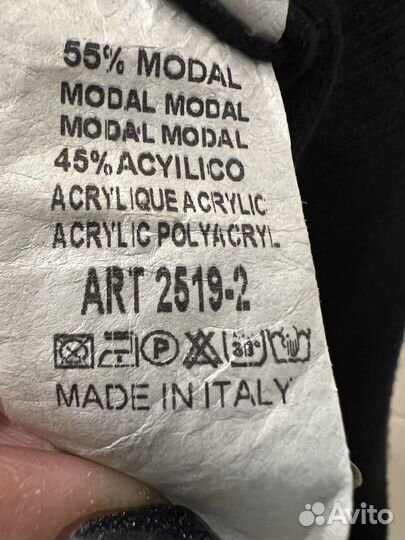 55% MODAL
MODAL MODAL
MODAL MODAL
45% ACYILICO
ACRYLIQUE ACRYLIC
ACRYLIC POLYACRYL
ART 2519-2
P 30°
MADE IN ITALY
Avito